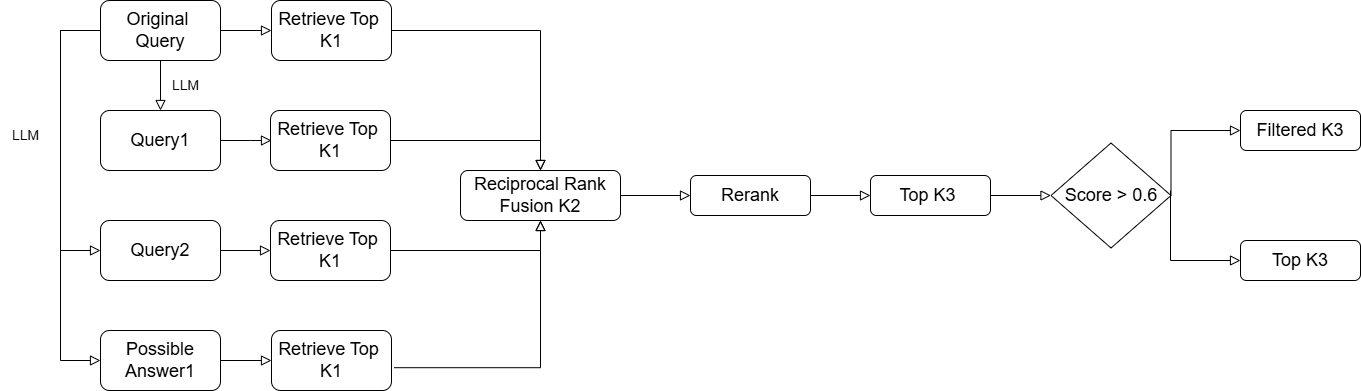 Original
Query
Retrieve Top
K1
LLM
LLM
Query1
Retrieve Top
K1
Query2
Retrieve Top
K1
Possible
Answer1
Retrieve Top
K1
Reciprocal Rank
Fusion K2
Rerank
Top K3
Score > 0.6
Filtered K3
Top K3